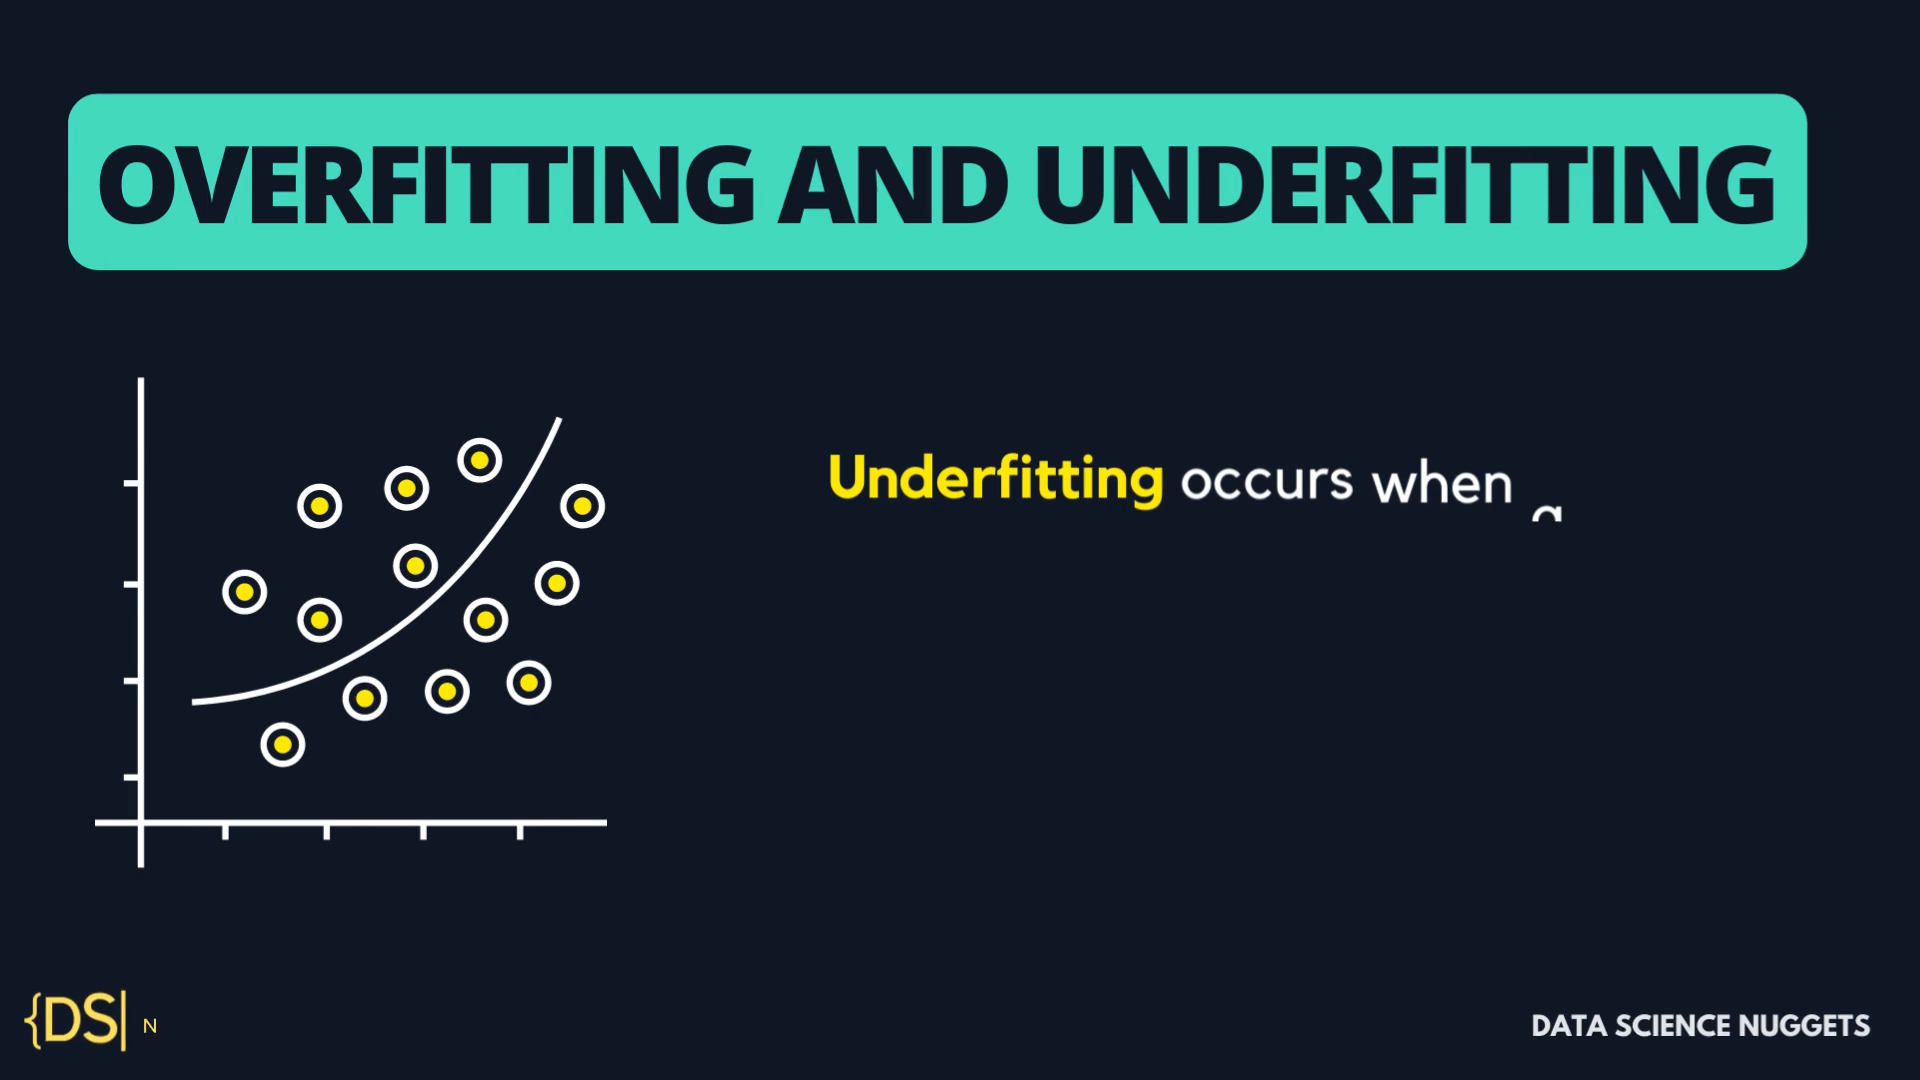 OVERFITTING AND UNDERFITTING
Underfitting occurs when
{DS| N
DATA SCIENCE NUGGETS